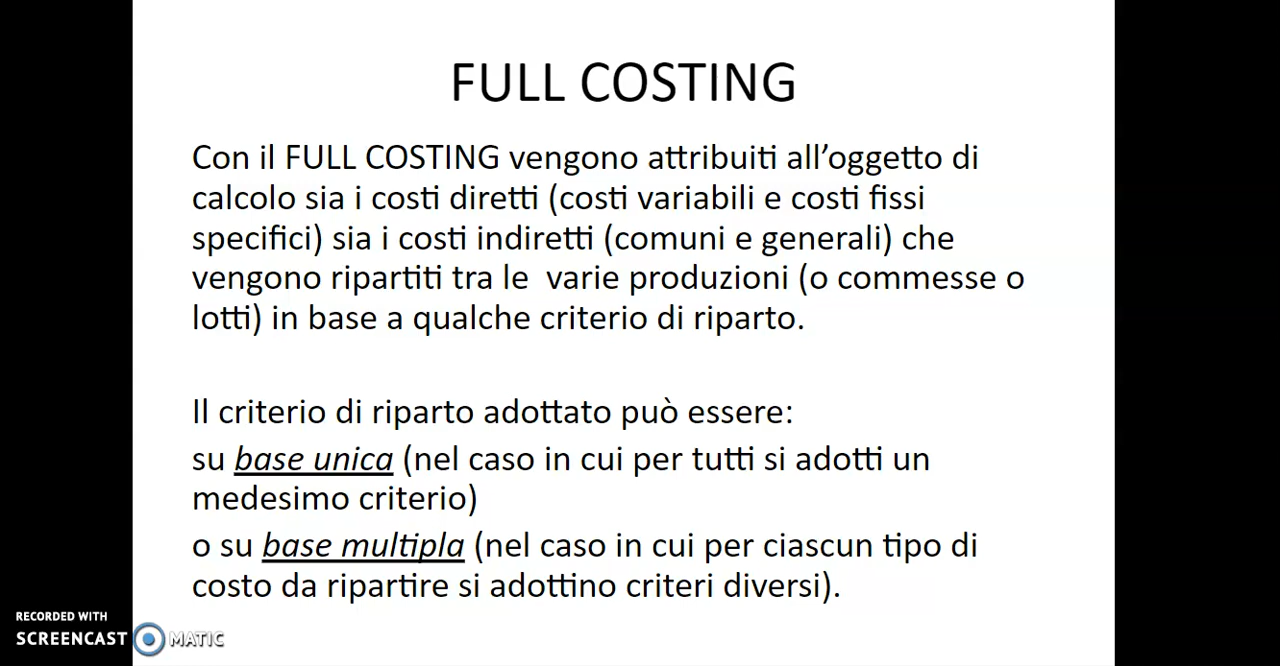 FULL COSTING
Con il FULL COSTING vengono attribuiti all’oggetto di
calcolo sia i costi diretti (costi variabili e costi fissi
specifici) sia i costi indiretti (comuni e generali) che
vengono ripartiti tra le  varie produzioni (o commesse o
lotti) in base a qualche criterio di riparto.
Il criterio di riparto adottato può essere:
su base unica (nel caso in cui per tutti si adotti un
medesimo criterio)
o su base multipla (nel caso in cui per ciascun tipo di
costo da ripartire si adottino criteri diversi).
RECORDED WITH
SCREENCAST MATIC